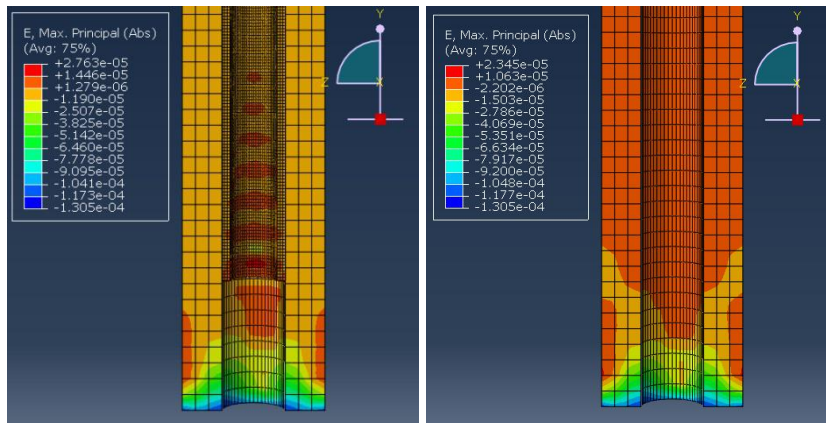 E, Max. Principal (Abs)
(Avg: 75%)
+2.763e-05
+1.446e-05
+1.279e-06
-1.190e-05
-2.507e-05
-3.825e-05
-5.142e-05
-6.460e-05
-7.778e-05
-9.095e-05
-1.041e-04
-1.173e-04
-1.305e-04
Y
Z
X
E, Max. Principal (Abs)
(Avg: 75%)
+2.345e-05
+1.063e-05
-2.202e-06
-1.503e-05
-2.786e-05
-4.069e-05
-5.351e-05
-6.634e-05
-7.917e-05
-9.200e-05
-1.048e-04
-1.177e-04
-1.305e-04
Y
Z
X